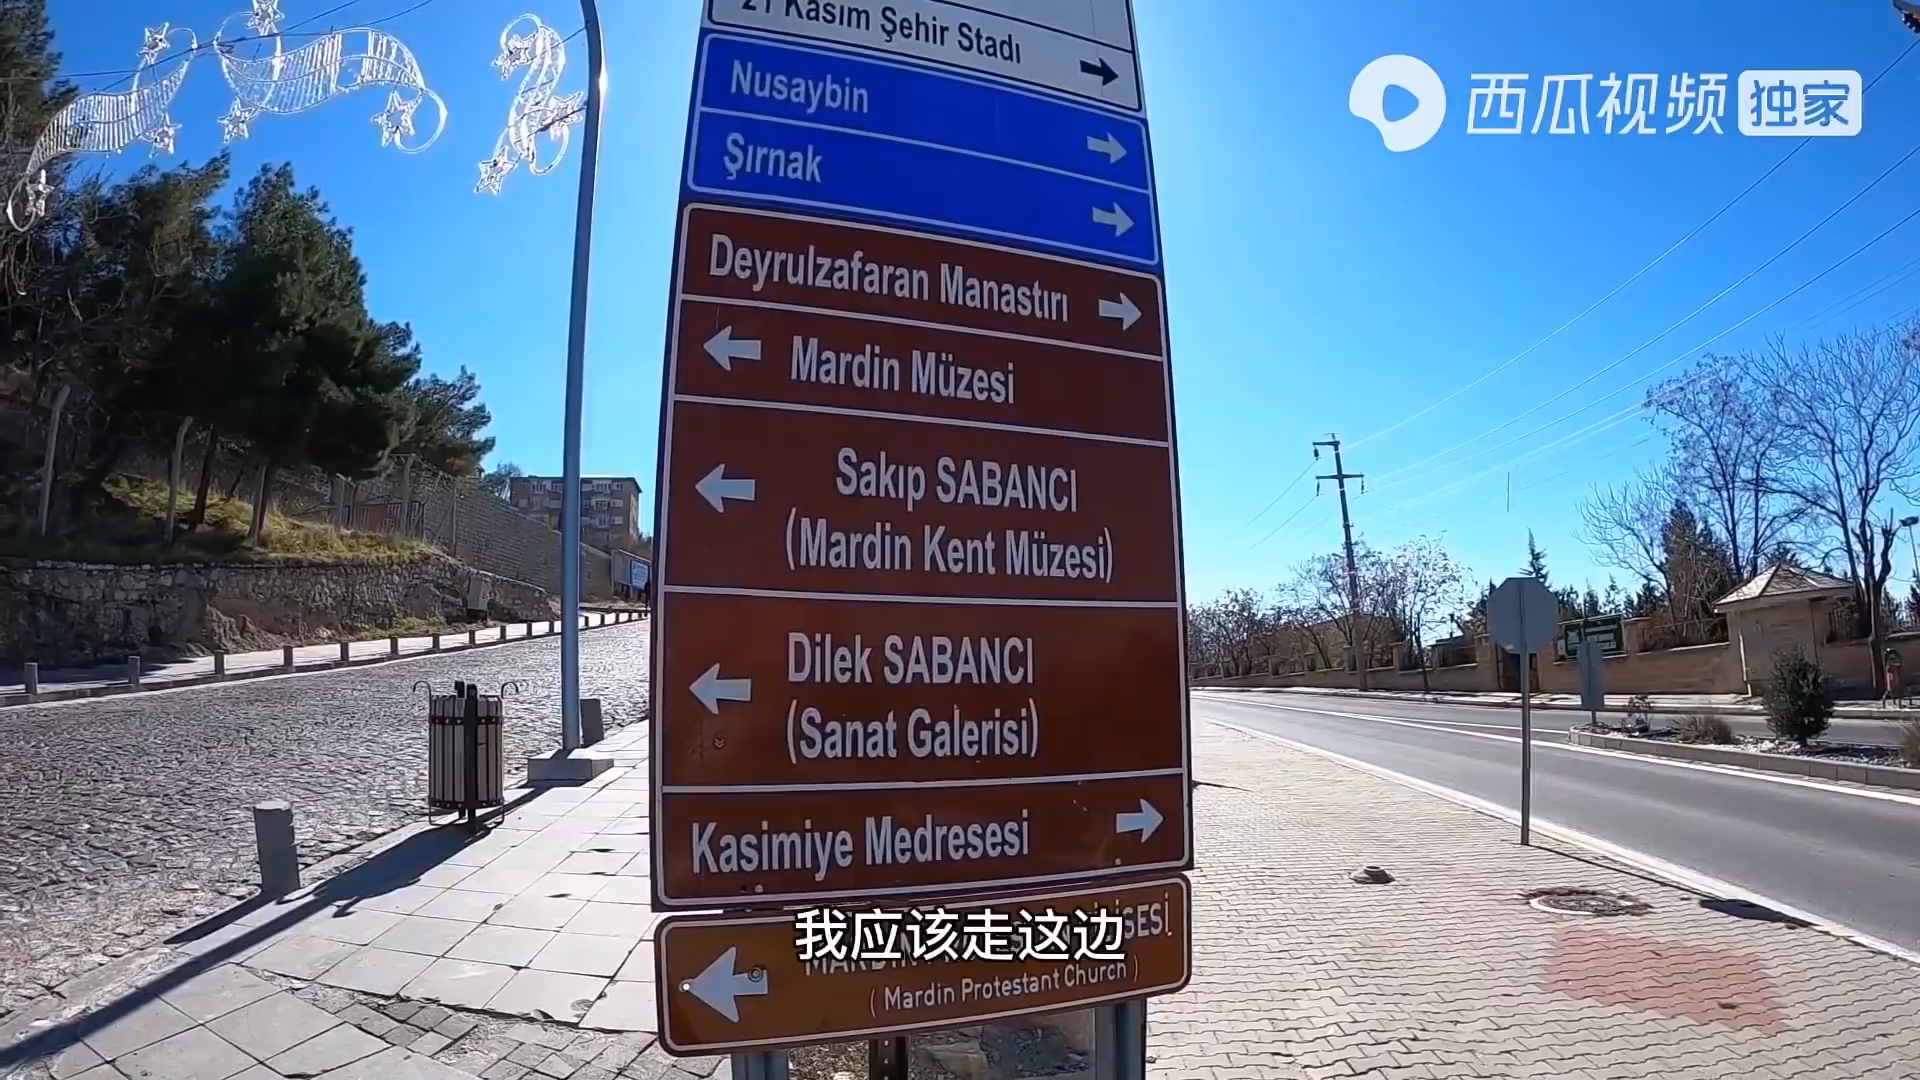 21 Kasım Şehir Stadı
西瓜视频 独家
Nusaybin
Şırnak
Deyrulzafaran Manastırı
Mardin Müzesi
Sakıp SABANCI
(Mardin Kent Müzesi)
Dilek SABANCI
(Sanat Galerisi)
Kasimiye Medresesi
我应该走这边
(Mardin Protestant Church)